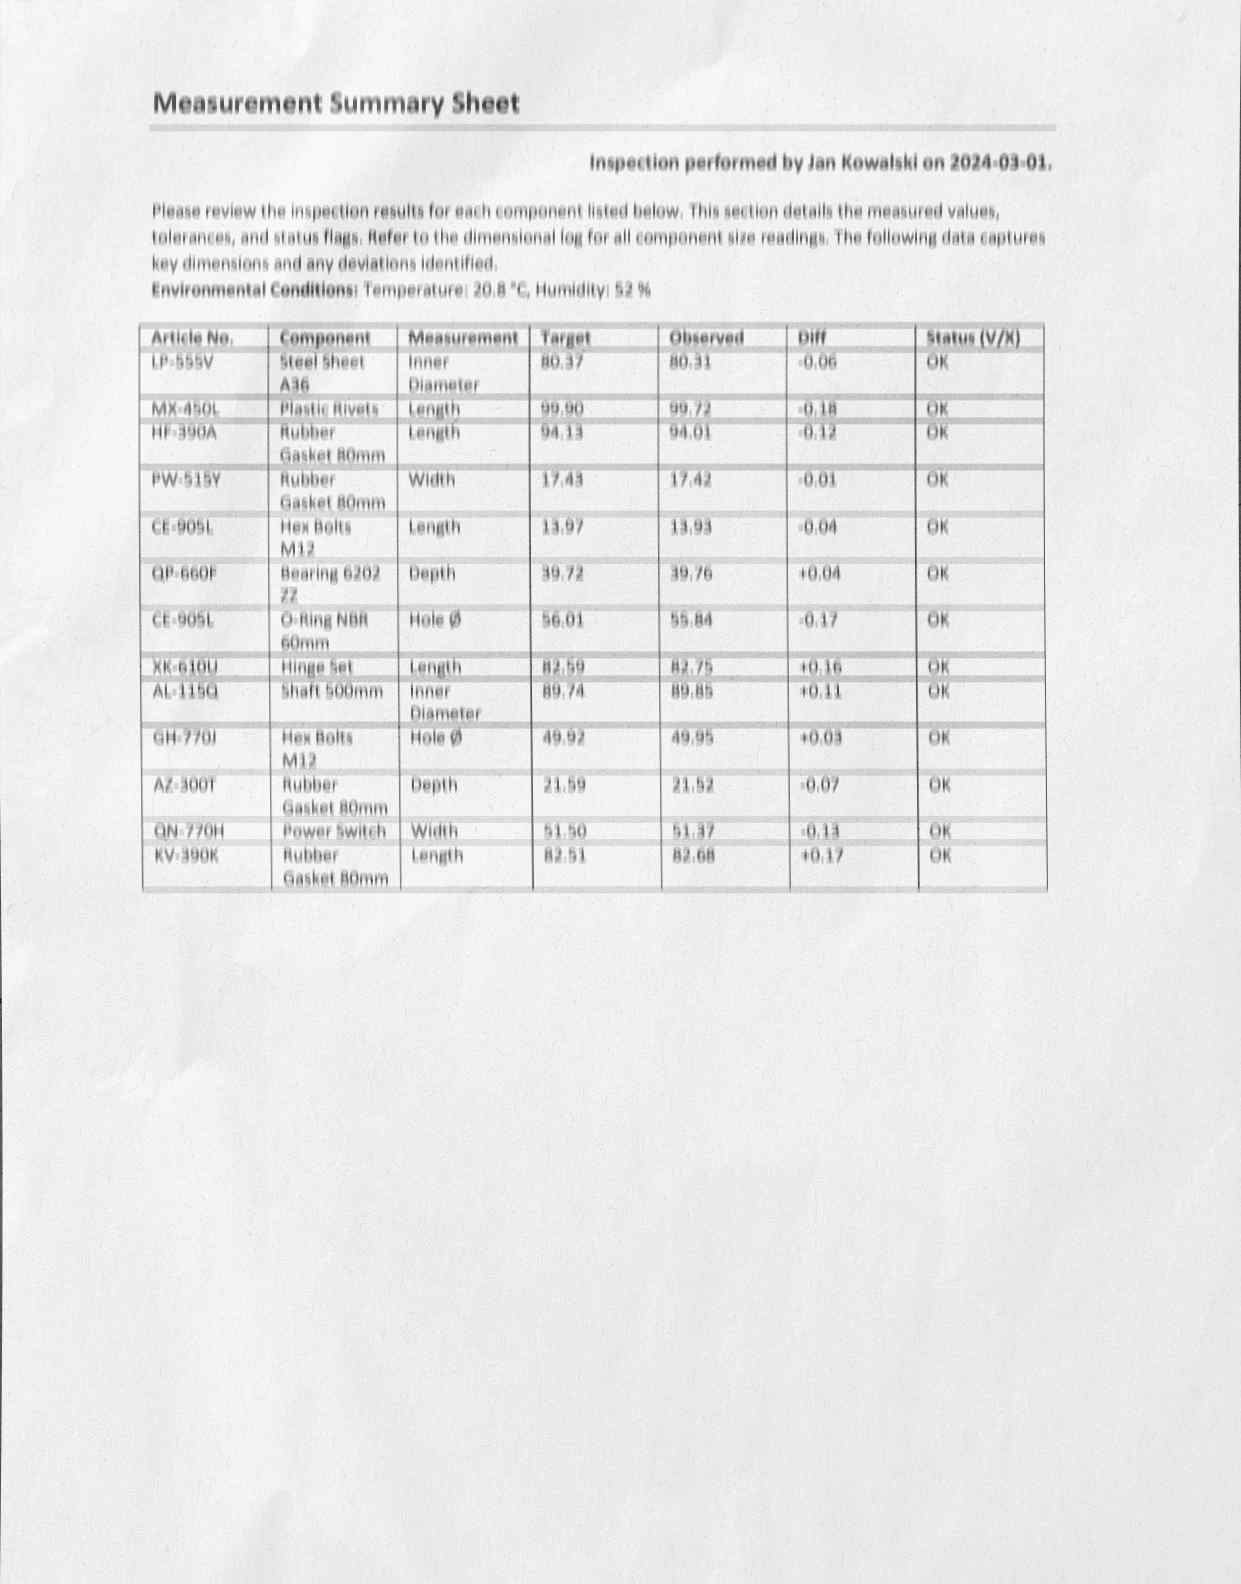 Measurement Summary Sheet
Inspection performed by Jan Kowalski on 2024-03-01.
Please review the inspection results for each component listed below. This section details the measured values,
tolerances, and status flags. Refer to the dimensional log for all component size readings. The following data captures
key dimensions and any deviations identified.
Environmental Conditions: Temperature: 20.8 °C, Humidity: 52 %
Article No. Component Measurement Target Observed Diff Status (V/X)
LP-555V Steel Sheet Inner 80.37 80.31 -0.06 OK
A36 Diameter
MX-450L Plastic Rivets Length 99.90 99.72 -0.18 OK
HF-390A Rubber Length 94.13 94.01 -0.12 OK
Gasket 80mm
PW-515Y Rubber Width 17.43 17.42 -0.01 OK
Gasket 80mm
CE-905L Hex Bolts Length 13.97 13.93 -0.04 OK
M12
QP-660F Bearing 6202 Depth 39.72 39.76 +0.04 OK
ZZ
CE-905L O-Ring NBR Hole Ø 56.01 55.84 -0.17 OK
60mm
XK-610U Hinge Set Length 82.59 82.75 +0.16 OK
AL-115Q Shaft 500mm Inner 89.74 89.85 +0.11 OK
Diameter
GH-770J Hex Bolts Hole Ø 49.92 49.95 +0.03 OK
M12
AZ-300T Rubber Depth 21.59 21.52 -0.07 OK
Gasket 80mm
QN-770H Power Switch Width 51.50 51.37 -0.13 OK
KV-390K Rubber Length 82.51 82.68 +0.17 OK
Gasket 80mm